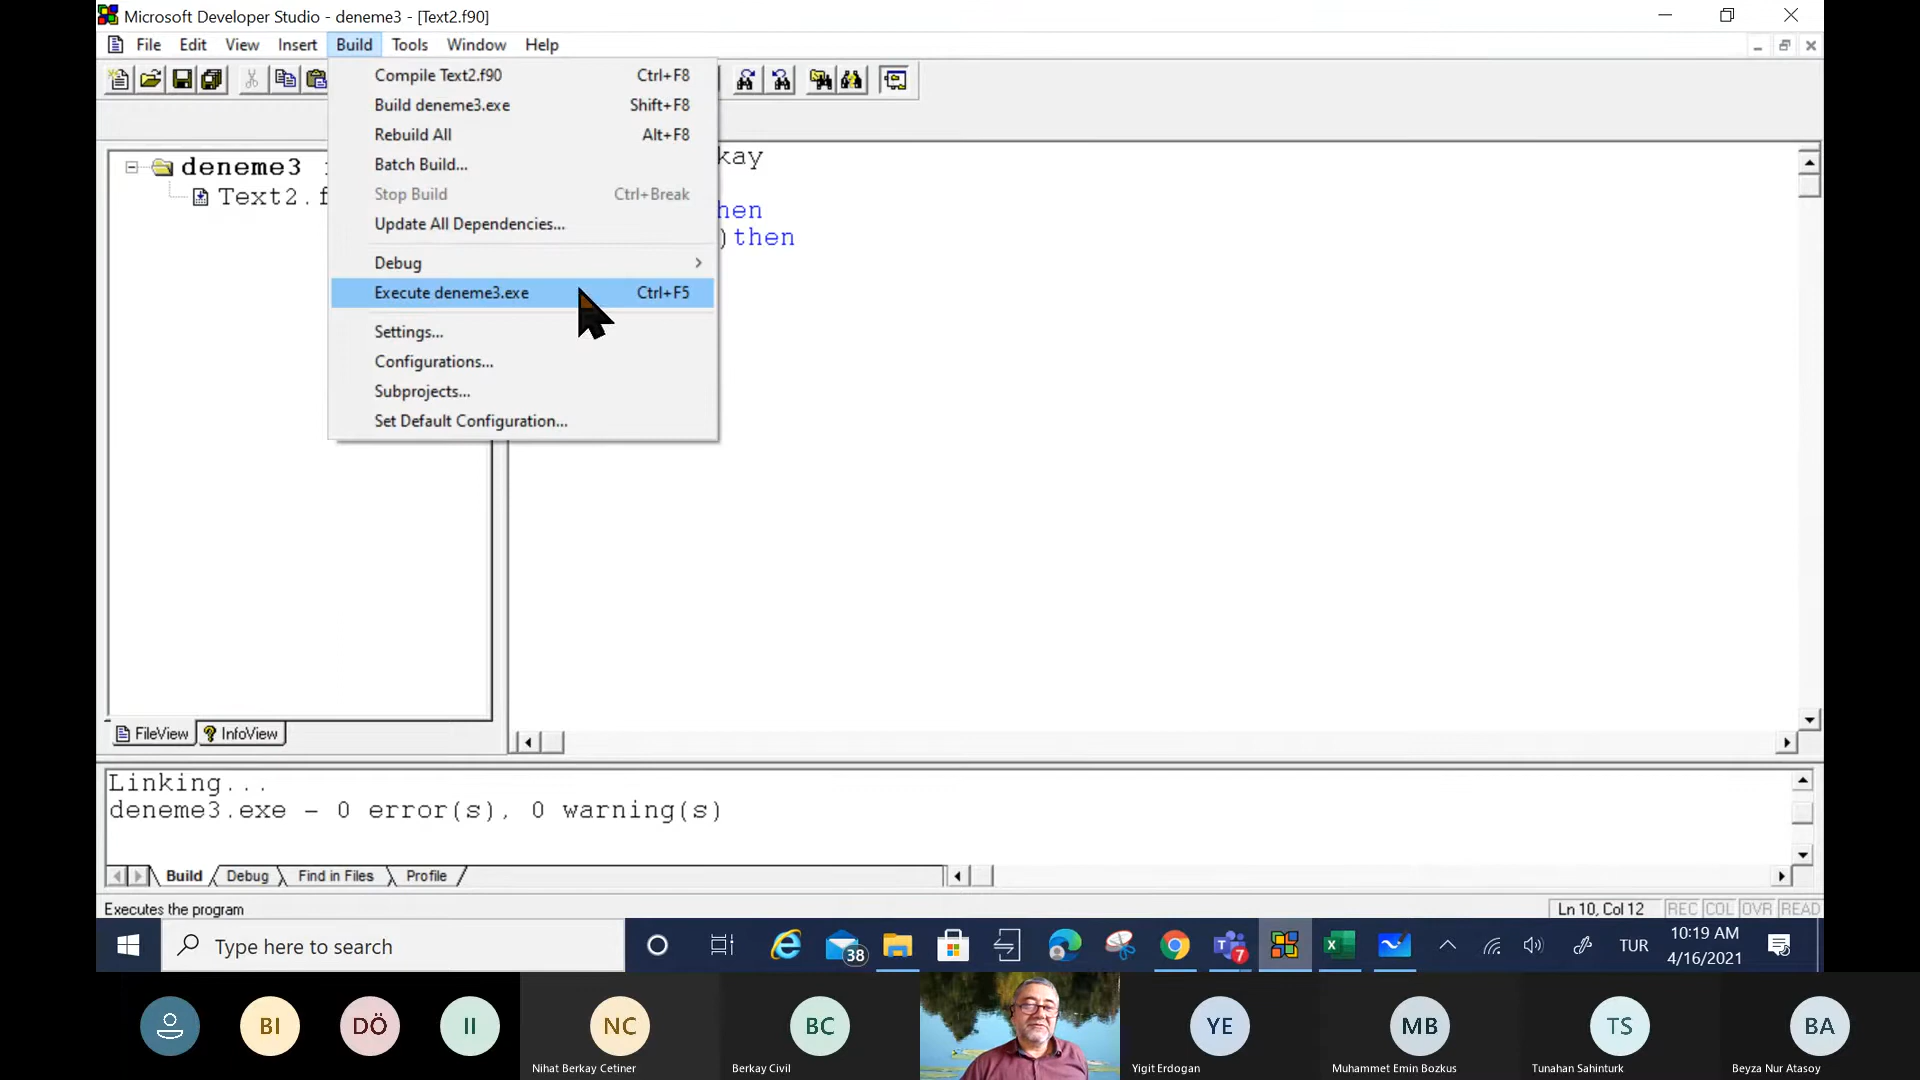 Microsoft Developer Studio - deneme3 - [Text2.f90]
File Edit View Insert Build Tools Window Help
Compile Text2.f90 Ctrl+F8
Build deneme3.exe Shift+F8
Rebuild All Alt+F8
Batch Build...
Stop Build Ctrl+Break
Update All Dependencies...
Debug
Execute deneme3.exe Ctrl+F5
Settings...
Configurations...
Subprojects...
Set Default Configuration...
deneme3
Text2.f
kay
hen
)then
FileView InfoView
Linking...
deneme3.exe - 0 error(s), 0 warning(s)
Build Debug Find in Files Profile
Executes the program
Ln 10, Col 12 REC COL OVR READ
Type here to search
38
7
TUR
10:19 AM
4/16/2021
BI
DÖ
II
NC
BC
YE
MB
TS
BA
Nihat Berkay Cetiner
Berkay Civil
Yigit Erdogan
Muhammet Emin Bozkus
Tunahan Sahinturk
Beyza Nur Atasoy